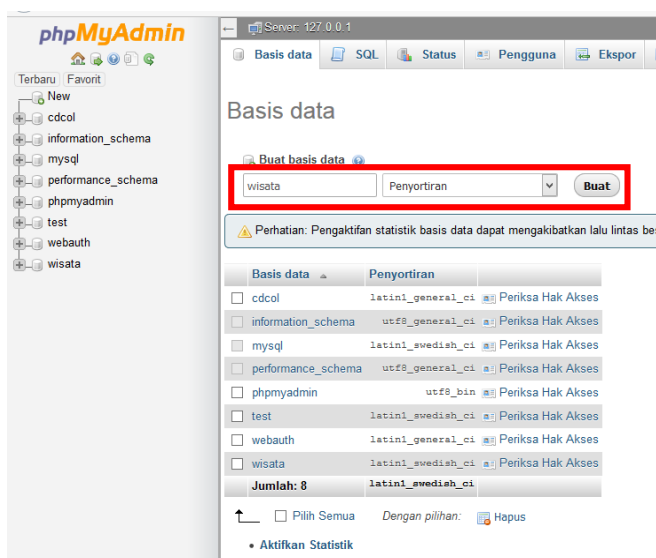 phpMyAdmin
Terbaru Favorit
New
cdcol
information_schema
mysql
performance_schema
phpmyadmin
test
webauth
wisata
Server: 127.0.0.1
Basis data SQL Status Pengguna Ekspor
Basis data
Buat basis data
wisata Penyortiran Buat
Perhatian: Pengaktifan statistik basis data dapat mengakibatkan lalu lintas bes
Basis data Penyortiran
cdcol latin1_general_ci Periksa Hak Akses
information_schema utf8_general_ci Periksa Hak Akses
mysql latin1_swedish_ci Periksa Hak Akses
performance_schema utf8_general_ci Periksa Hak Akses
phpmyadmin utf8_bin Periksa Hak Akses
test latin1_swedish_ci Periksa Hak Akses
webauth latin1_general_ci Periksa Hak Akses
wisata latin1_swedish_ci Periksa Hak Akses
Jumlah: 8 latin1_swedish_ci
Pilih Semua Dengan pilihan: Hapus
• Aktifkan Statistik